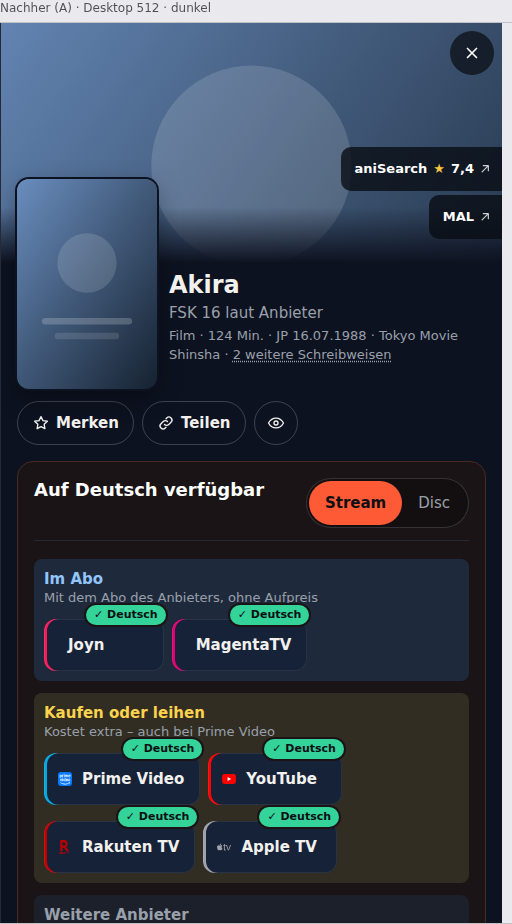 Nachher (A) · Desktop 512 · dunkel
aniSearch ★ 7,4 ↗
MAL ↗
Akira
FSK 16 laut Anbieter
Film · 124 Min. · JP 16.07.1988 · Tokyo Movie
Shinsha · 2 weitere Schreibweisen
Merken
Teilen
Auf Deutsch verfügbar
Stream
Disc
Im Abo
Mit dem Abo des Anbieters, ohne Aufpreis
✓ Deutsch
Joyn
✓ Deutsch
MagentaTV
Kaufen oder leihen
Kostet extra – auch bei Prime Video
✓ Deutsch
prime video
Prime Video
✓ Deutsch
YouTube
✓ Deutsch
R
Rakuten TV
✓ Deutsch
tv
Apple TV
Weitere Anbieter